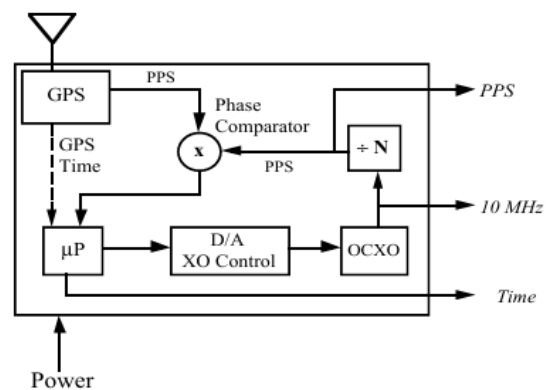 GPS
PPS
PPS
Phase
Comparator
GPS
Time
x
PPS
÷ N
10 MHz
µP
D/A
XO Control
OCXO
Time
Power